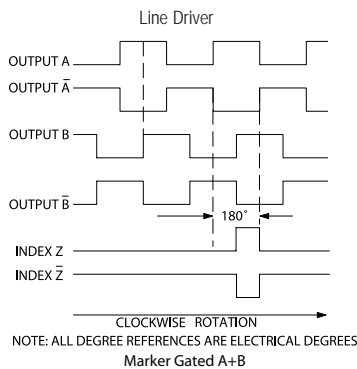 Line Driver
OUTPUT A
OUTPUT A̅
OUTPUT B
OUTPUT B̅
180°
INDEX Z
INDEX Z̅
CLOCKWISE ROTATION
NOTE: ALL DEGREE REFERENCES ARE ELECTRICAL DEGREES
Marker Gated A+B